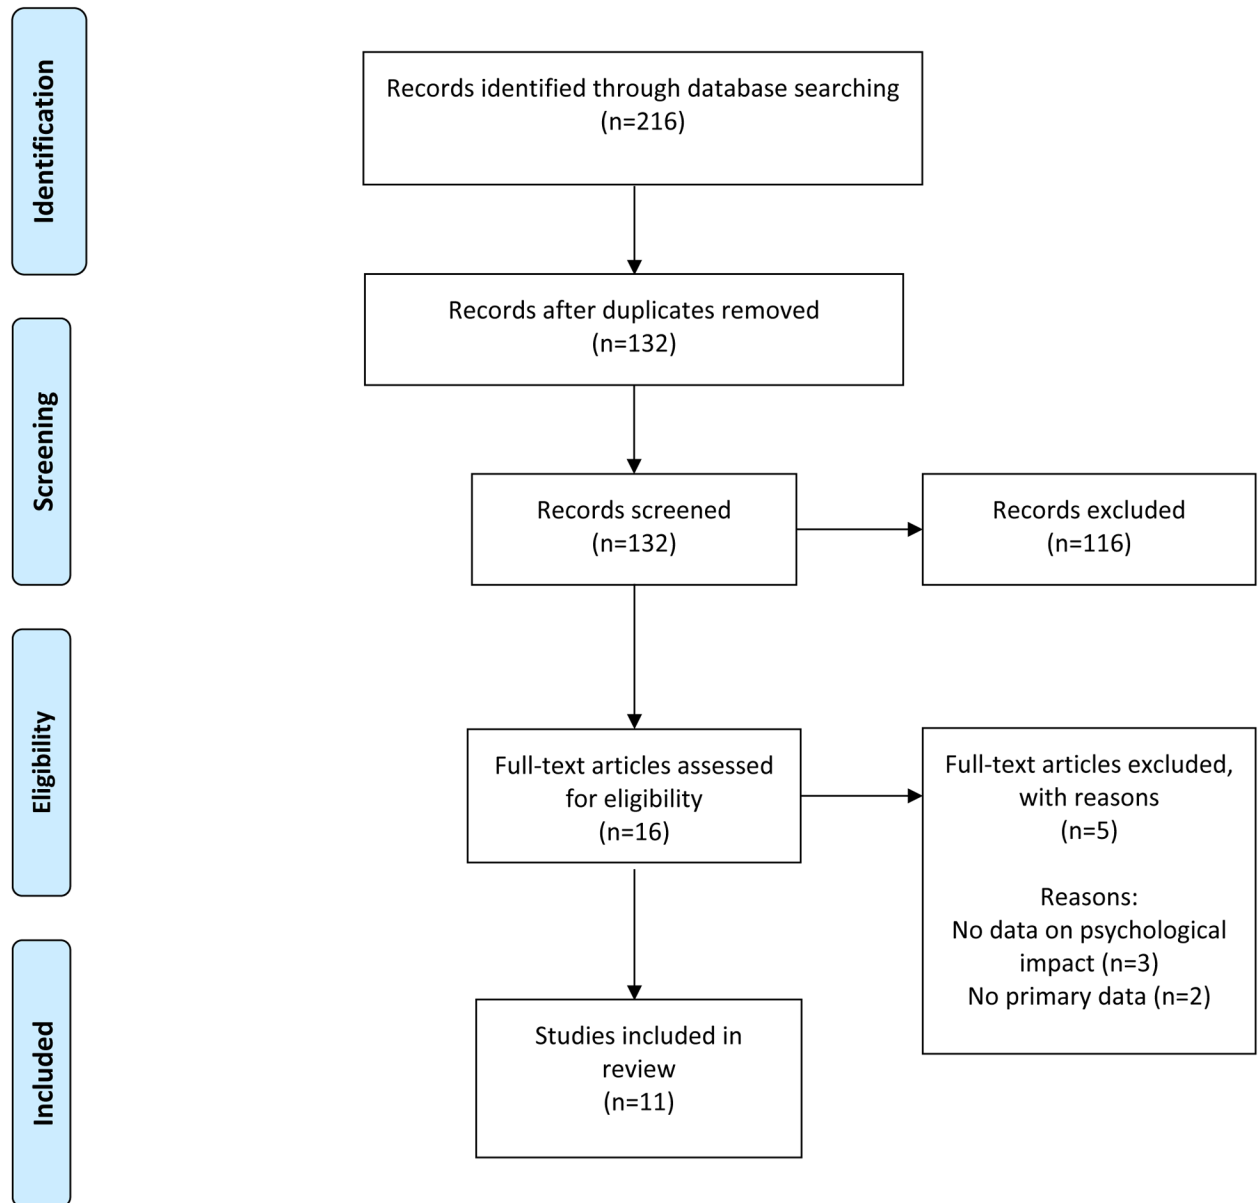 Identification
Records identified through database searching
(n=216)
Records after duplicates removed
(n=132)
Screening
Records screened
(n=132)
Records excluded
(n=116)
Eligibility
Full-text articles assessed
for eligibility
(n=16)
Full-text articles excluded,
with reasons
(n=5)
Reasons:
No data on psychological
impact (n=3)
No primary data (n=2)
Included
Studies included in
review
(n=11)